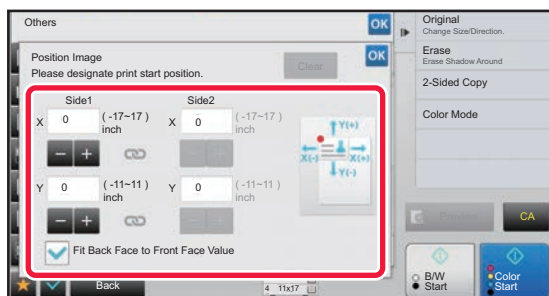 Others
OK
Position Image
Please designate print start position.
Clear
OK
Side1
Side2
X
0
( -17~17 )
inch
X
0
( -17~17 )
inch
− +
− +
Y(+)
X(-)
X(+)
Y(-)
Y
0
( -11~11 )
inch
Y
0
( -11~11 )
inch
− +
− +
Fit Back Face to Front Face Value
Back
4 11x17
Original
Change Size/Direction.
Erase
Erase Shadow Around
2-Sided Copy
Color Mode
Preview
CA
B/W
Start
Color
Start